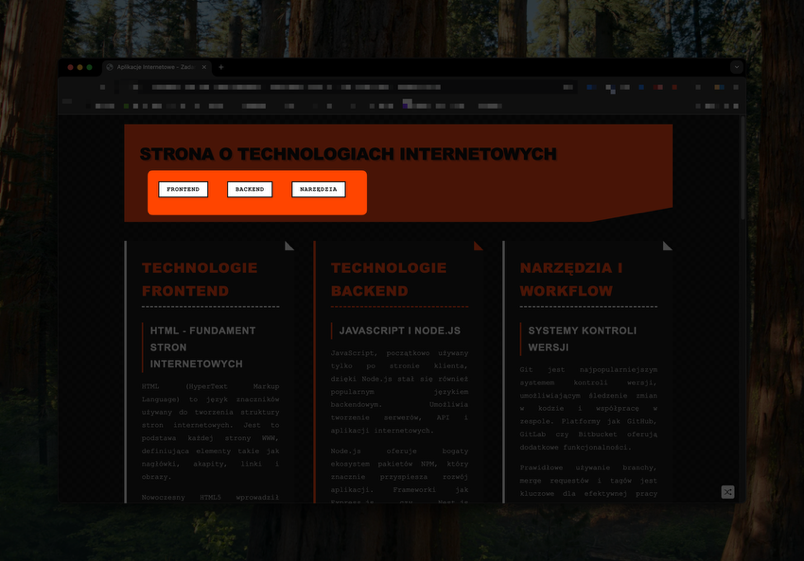 Aplikacje Internetowe - Zada
STRONA O TECHNOLOGIACH INTERNETOWYCH
FRONTEND
BACKEND
NARZĘDZIA
TECHNOLOGIE
FRONTEND
HTML - FUNDAMENT
STRON
INTERNETOWYCH
HTML (HyperText Markup
Language) to język znaczników
używany do tworzenia struktury
stron internetowych. Jest to
podstawa każdej strony WWW,
definiująca elementy takie jak
nagłówki, akapity, linki i
obrazy.
Nowoczesny HTML5 wprowadził
TECHNOLOGIE
BACKEND
JAVASCRIPT I NODE.JS
JavaScript, początkowo używany
tylko po stronie klienta,
dzięki Node.js stał się również
popularnym językiem
backendowym. Umożliwia
tworzenie serwerów, API i
aplikacji internetowych.
Node.js oferuje bogaty
ekosystem pakietów NPM, który
znacznie przyspiesza rozwój
aplikacji. Frameworki jak
NARZĘDZIA I
WORKFLOW
SYSTEMY KONTROLI
WERSJI
Git jest najpopularniejszym
systemem kontroli wersji,
umożliwiającym śledzenie zmian
w kodzie i współpracę w
zespole. Platformy jak GitHub,
GitLab czy Bitbucket oferują
dodatkowe funkcjonalności.
Prawidłowe używanie branchy,
merge requestów i tagów jest
kluczowe dla efektywnej pracy